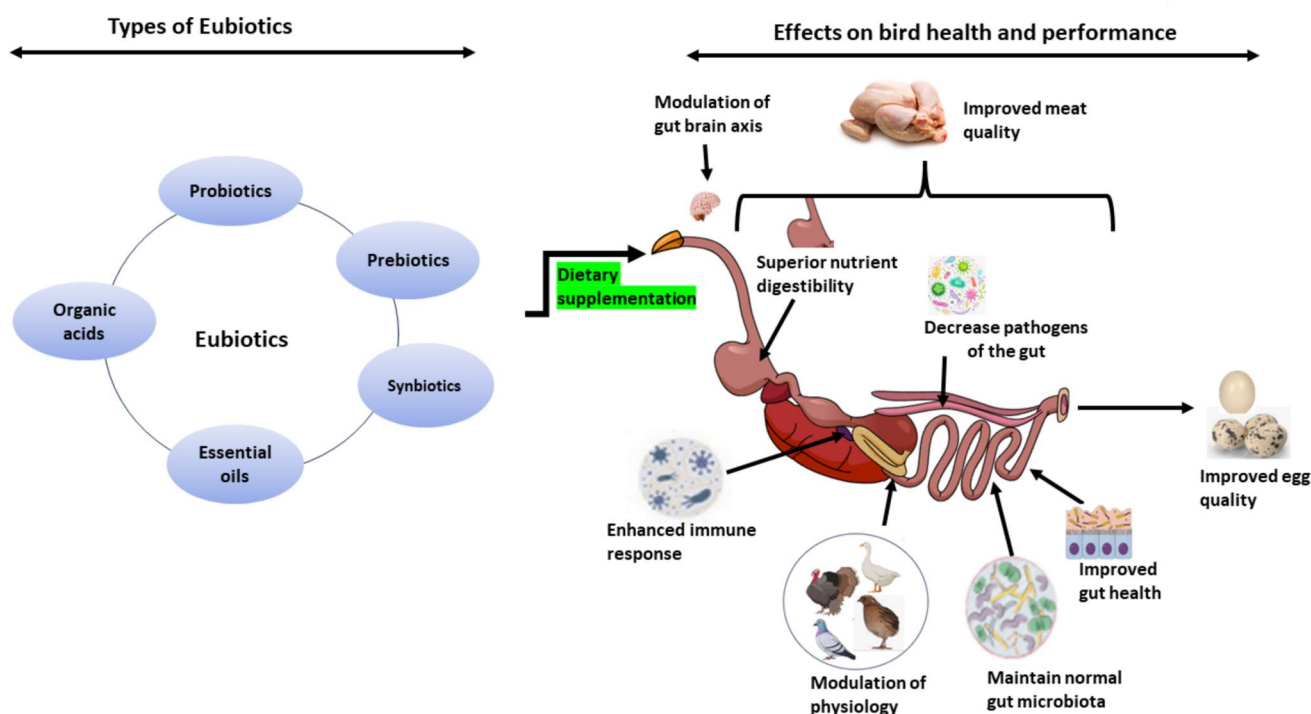 Types of Eubiotics
Probiotics
Prebiotics
Organic
acids
Eubiotics
Synbiotics
Essential
oils
Effects on bird health and performance
Modulation of
gut brain axis
Improved meat
quality
Dietary
supplementation
Superior nutrient
digestibility
Decrease pathogens
of the gut
Enhanced immune
response
Improved egg
quality
Improved
gut health
Modulation of
physiology
Maintain normal
gut microbiota